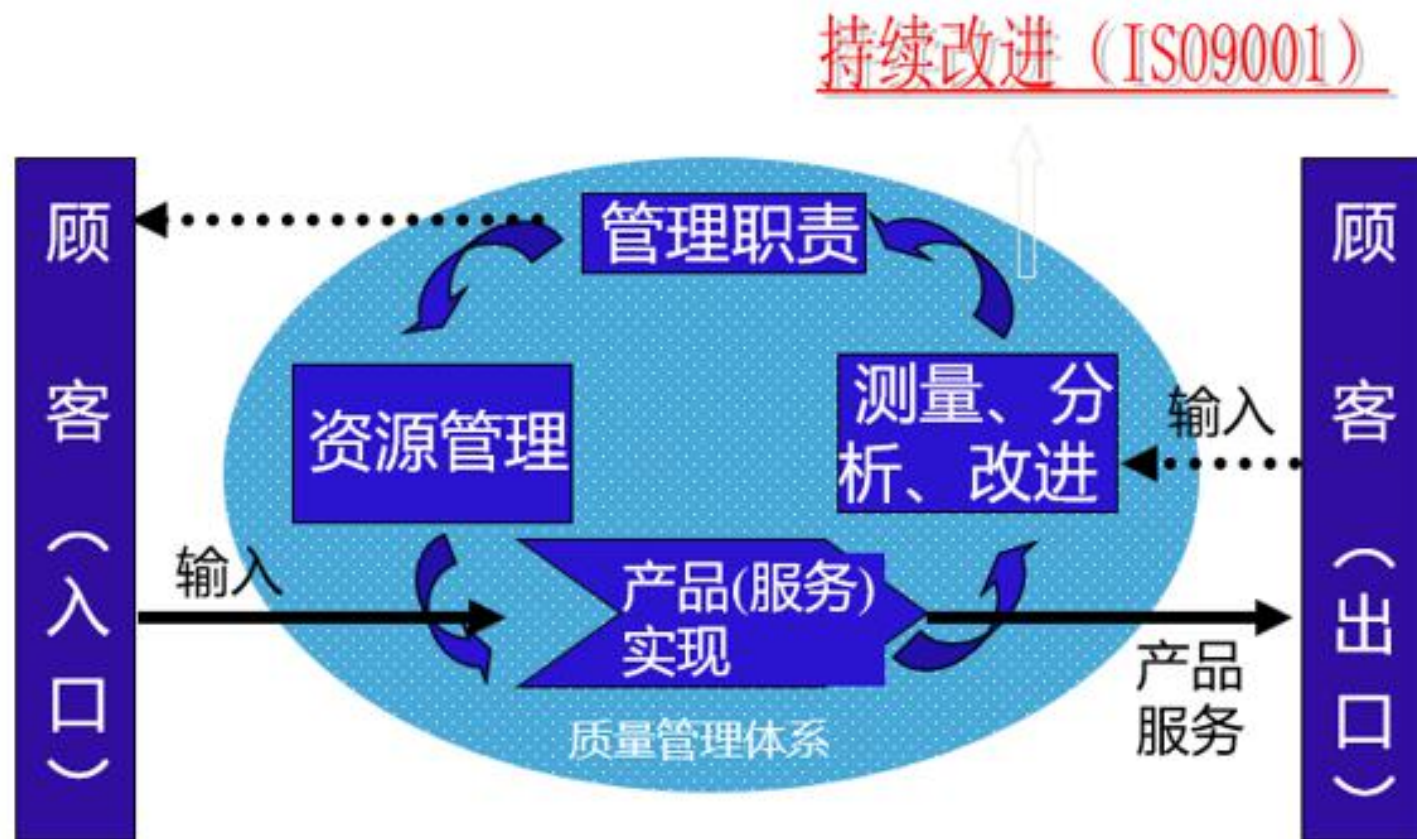 持续改进（ISO9001）
顾客（入口）
管理职责
资源管理
测量、分
析、改进
输入
输入
产品(服务)
实现
产品
服务
质量管理体系
顾客（出口）